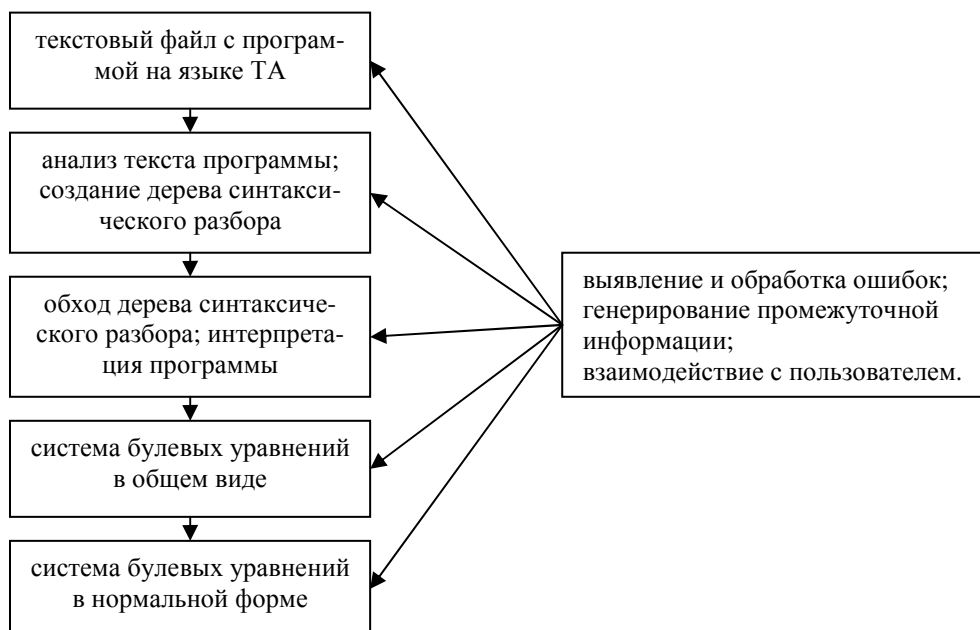 текстовый файл с програм-
мой на языке ТА
анализ текста программы;
создание дерева синтакси-
ческого разбора
обход дерева синтаксиче-
ского разбора; интерпрета-
ция программы
система булевых уравнений
в общем виде
система булевых уравнений
в нормальной форме
выявление и обработка ошибок;
генерирование промежуточной
информации;
взаимодействие с пользователем.